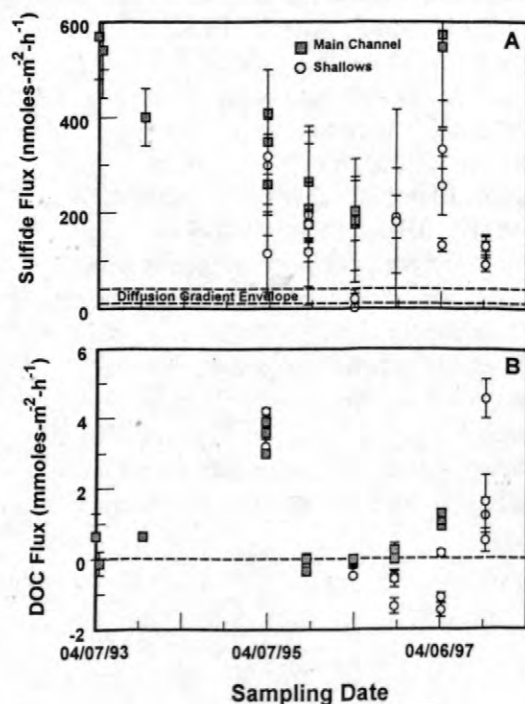 A
Main Channel
Shallows
Sulfide Flux (nmoles-m-2-h-1)
600
400
200
0
Diffusion Gradient Envelope
B
DOC Flux (mmoles-m-2-h-1)
6
4
2
0
-2
04/07/93
04/07/95
04/06/97
Sampling Date